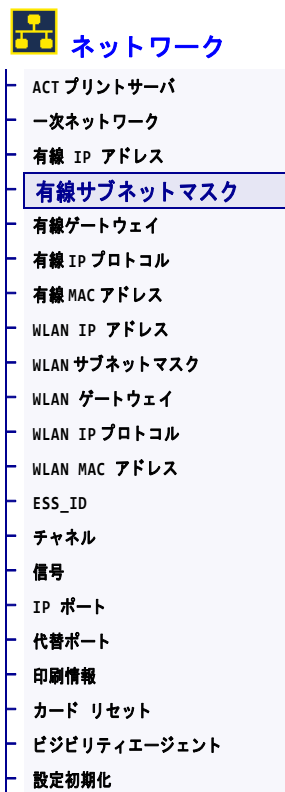 ネットワーク
ACT プリントサーバ
一次ネットワーク
有線 IP アドレス
有線サブネットマスク
有線ゲートウェイ
有線 IP プロトコル
有線 MAC アドレス
WLAN IP アドレス
WLAN サブネットマスク
WLAN ゲートウェイ
WLAN IP プロトコル
WLAN MAC アドレス
ESS_ID
チャネル
信号
IP ポート
代替ポート
印刷情報
カード リセット
ビジビリティエージェント
設定初期化